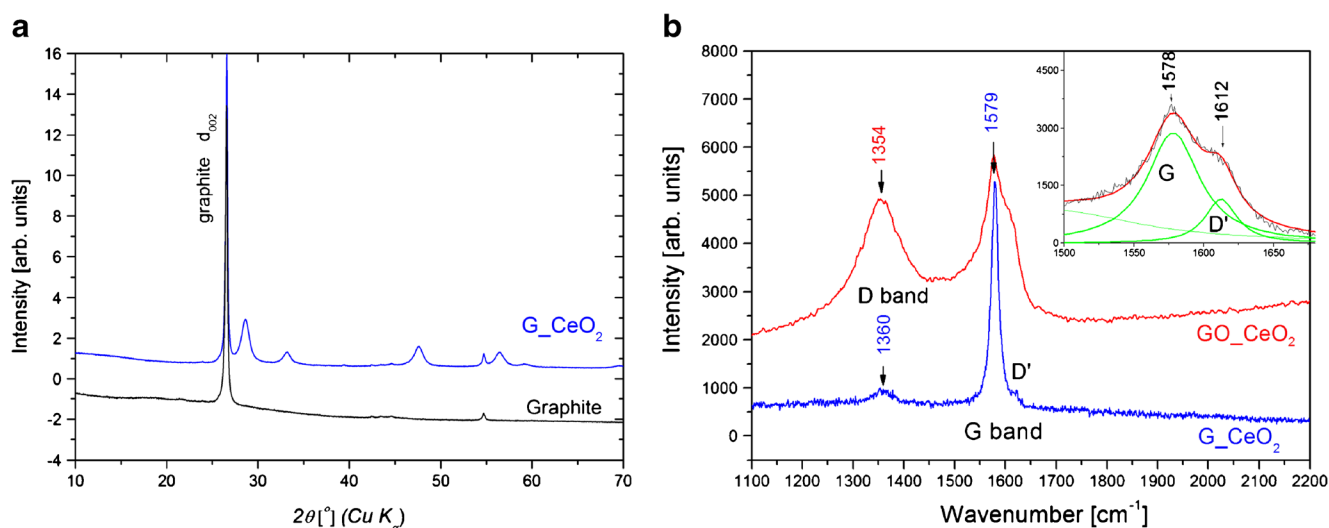 a
16
14
12
10
8
6
4
2
0
-2
-4
Intensity [arb. units]
graphite d₀₀₂
G_CeO₂
Graphite
10 20 30 40 50 60 70
2θ [°] (Cu Kα)
b
8000
7000
6000
5000
4000
3000
2000
1000
0
Intensity [arb. units]
1354
1579
1360
D band
G band
D'
GO_CeO₂
G_CeO₂
1100 1200 1300 1400 1500 1600 1700 1800 1900 2000 2100 2200
Wavenumber [cm⁻¹]
4500
3000
1500
0
1578
1612
G
D'
1500 1550 1600 1650